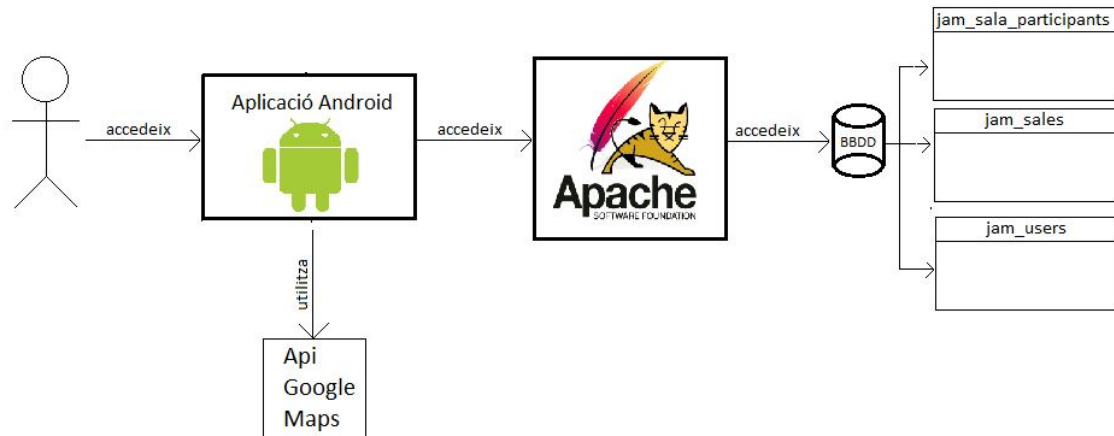 accedeix
Aplicació Android
accedeix
Apache
SOFTWARE FOUNDATION
accedeix
BBDD
jam_sala_participants
jam_sales
jam_users
utilitza
Api
Google
Maps